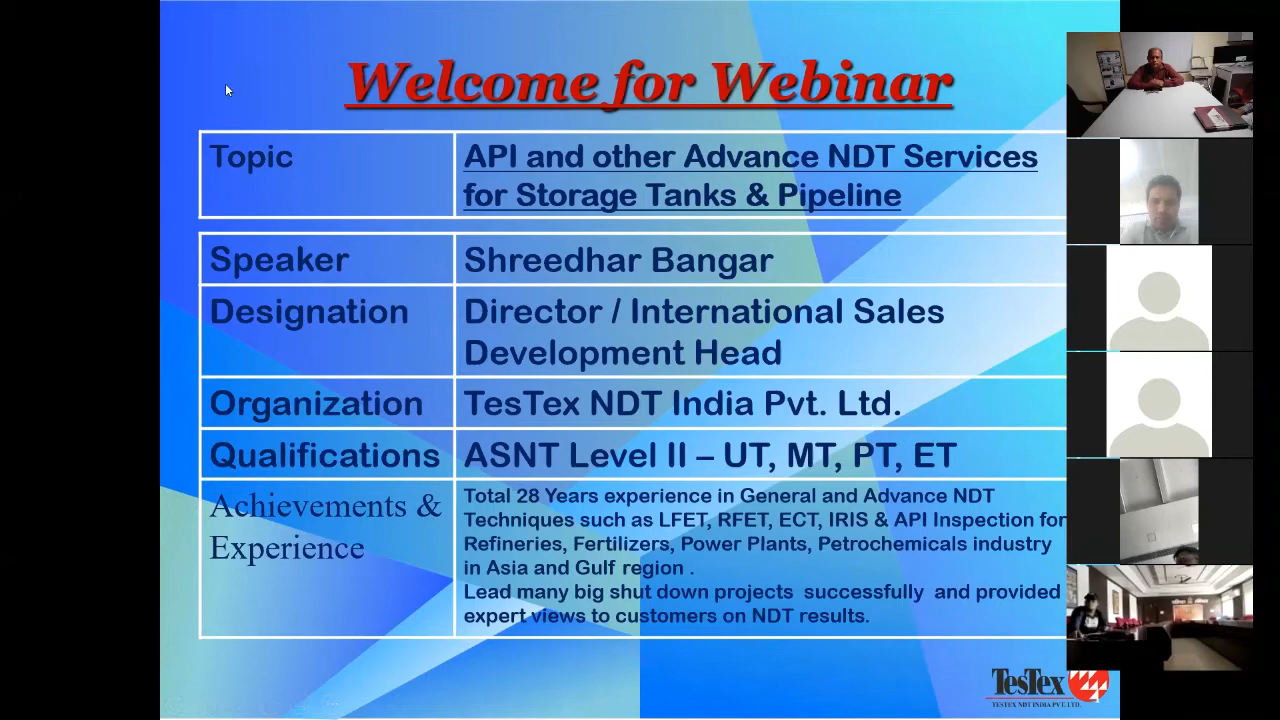 Welcome for Webinar
Topic
API and other Advance NDT Services
for Storage Tanks & Pipeline
Speaker
Shreedhar Bangar
Designation
Director / International Sales
Development Head
Organization
TesTex NDT India Pvt. Ltd.
Qualifications
ASNT Level II – UT, MT, PT, ET
Achievements &
Experience
Total 28 Years experience in General and Advance NDT
Techniques such as LFET, RFET, ECT, IRIS & API Inspection for
Refineries, Fertilizers, Power Plants, Petrochemicals industry
in Asia and Gulf region .
Lead many big shut down projects successfully and provided
expert views to customers on NDT results.
TesTex
TESTEX NDT INDIA PVT. LTD.